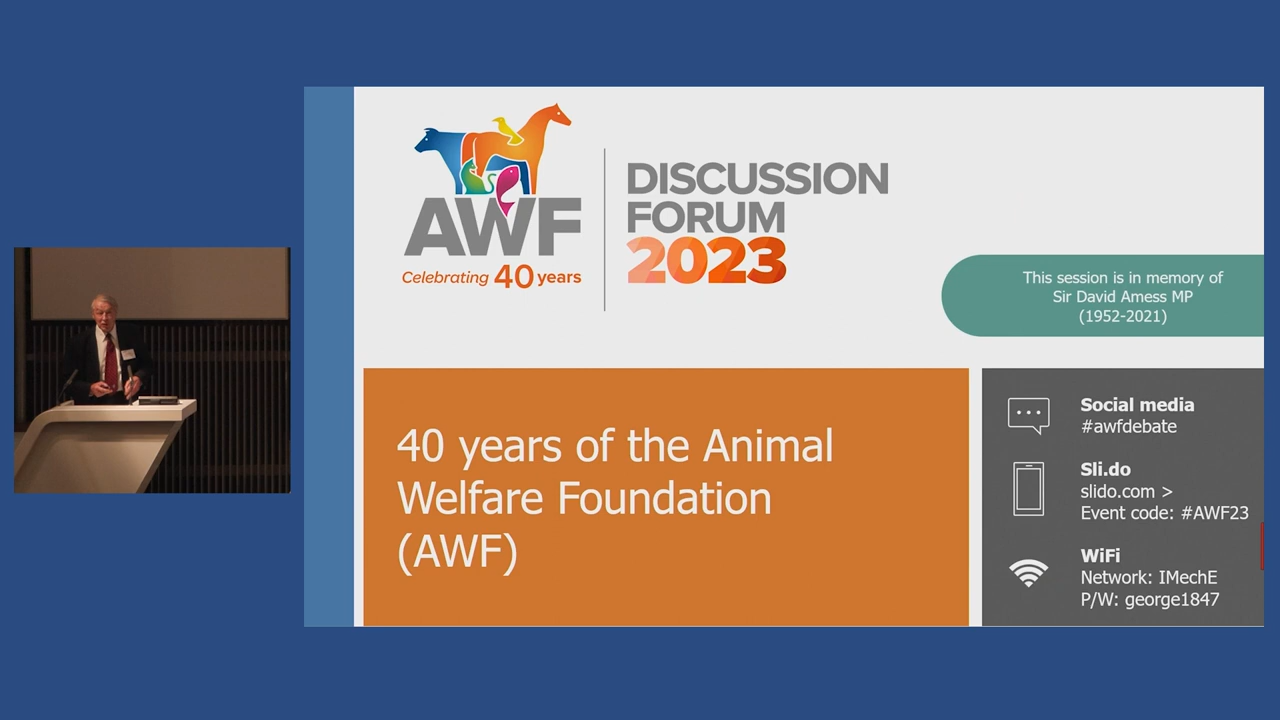 AWF
Celebrating 40 years
DISCUSSION
FORUM
2023
This session is in memory of
Sir David Amess MP
(1952-2021)
40 years of the Animal
Welfare Foundation
(AWF)
Social media
#awfdebate
Sli.do
slido.com >
Event code: #AWF23
WiFi
Network: IMechE
P/W: george1847